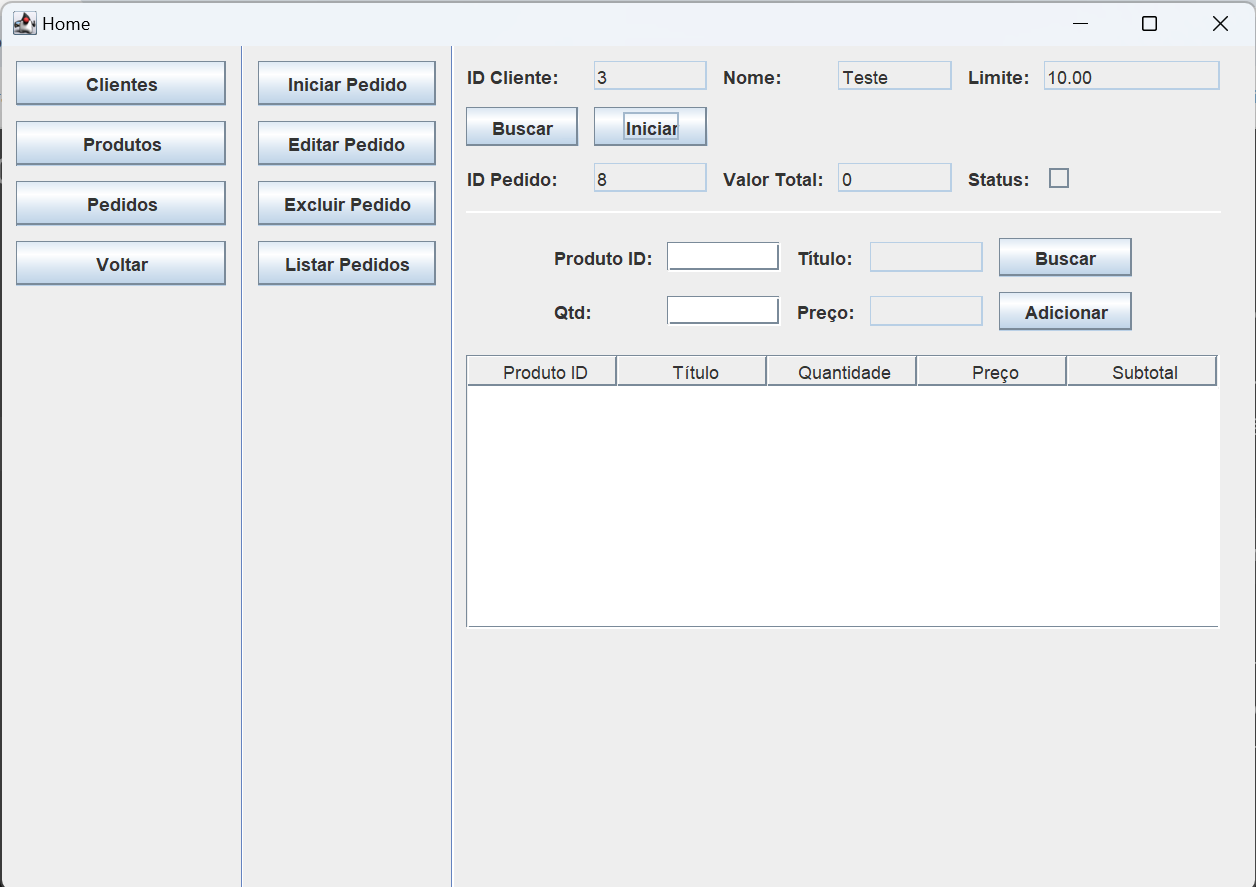 Home
Clientes
Produtos
Pedidos
Voltar
Iniciar Pedido
Editar Pedido
Excluir Pedido
Listar Pedidos
ID Cliente: 3 Nome: Teste Limite: 10.00
Buscar Iniciar
ID Pedido: 8 Valor Total: 0 Status:
Produto ID: Título: Buscar
Qtd: Preço: Adicionar
Produto ID Título Quantidade Preço Subtotal